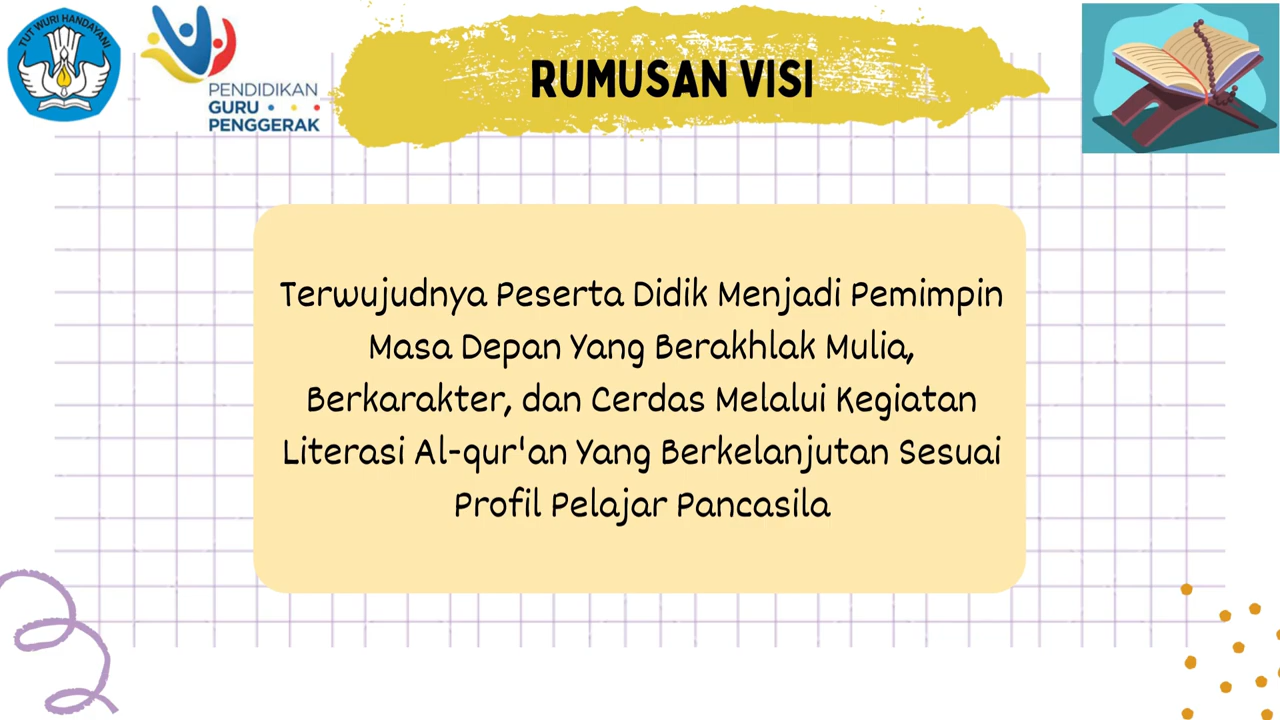 TUT WURI HANDAYANI
PENDIDIKAN
GURU
PENGGERAK
RUMUSAN VISI
Terwujudnya Peserta Didik Menjadi Pemimpin
Masa Depan Yang Berakhlak Mulia,
Berkarakter, dan Cerdas Melalui Kegiatan
Literasi Al-qur'an Yang Berkelanjutan Sesuai
Profil Pelajar Pancasila